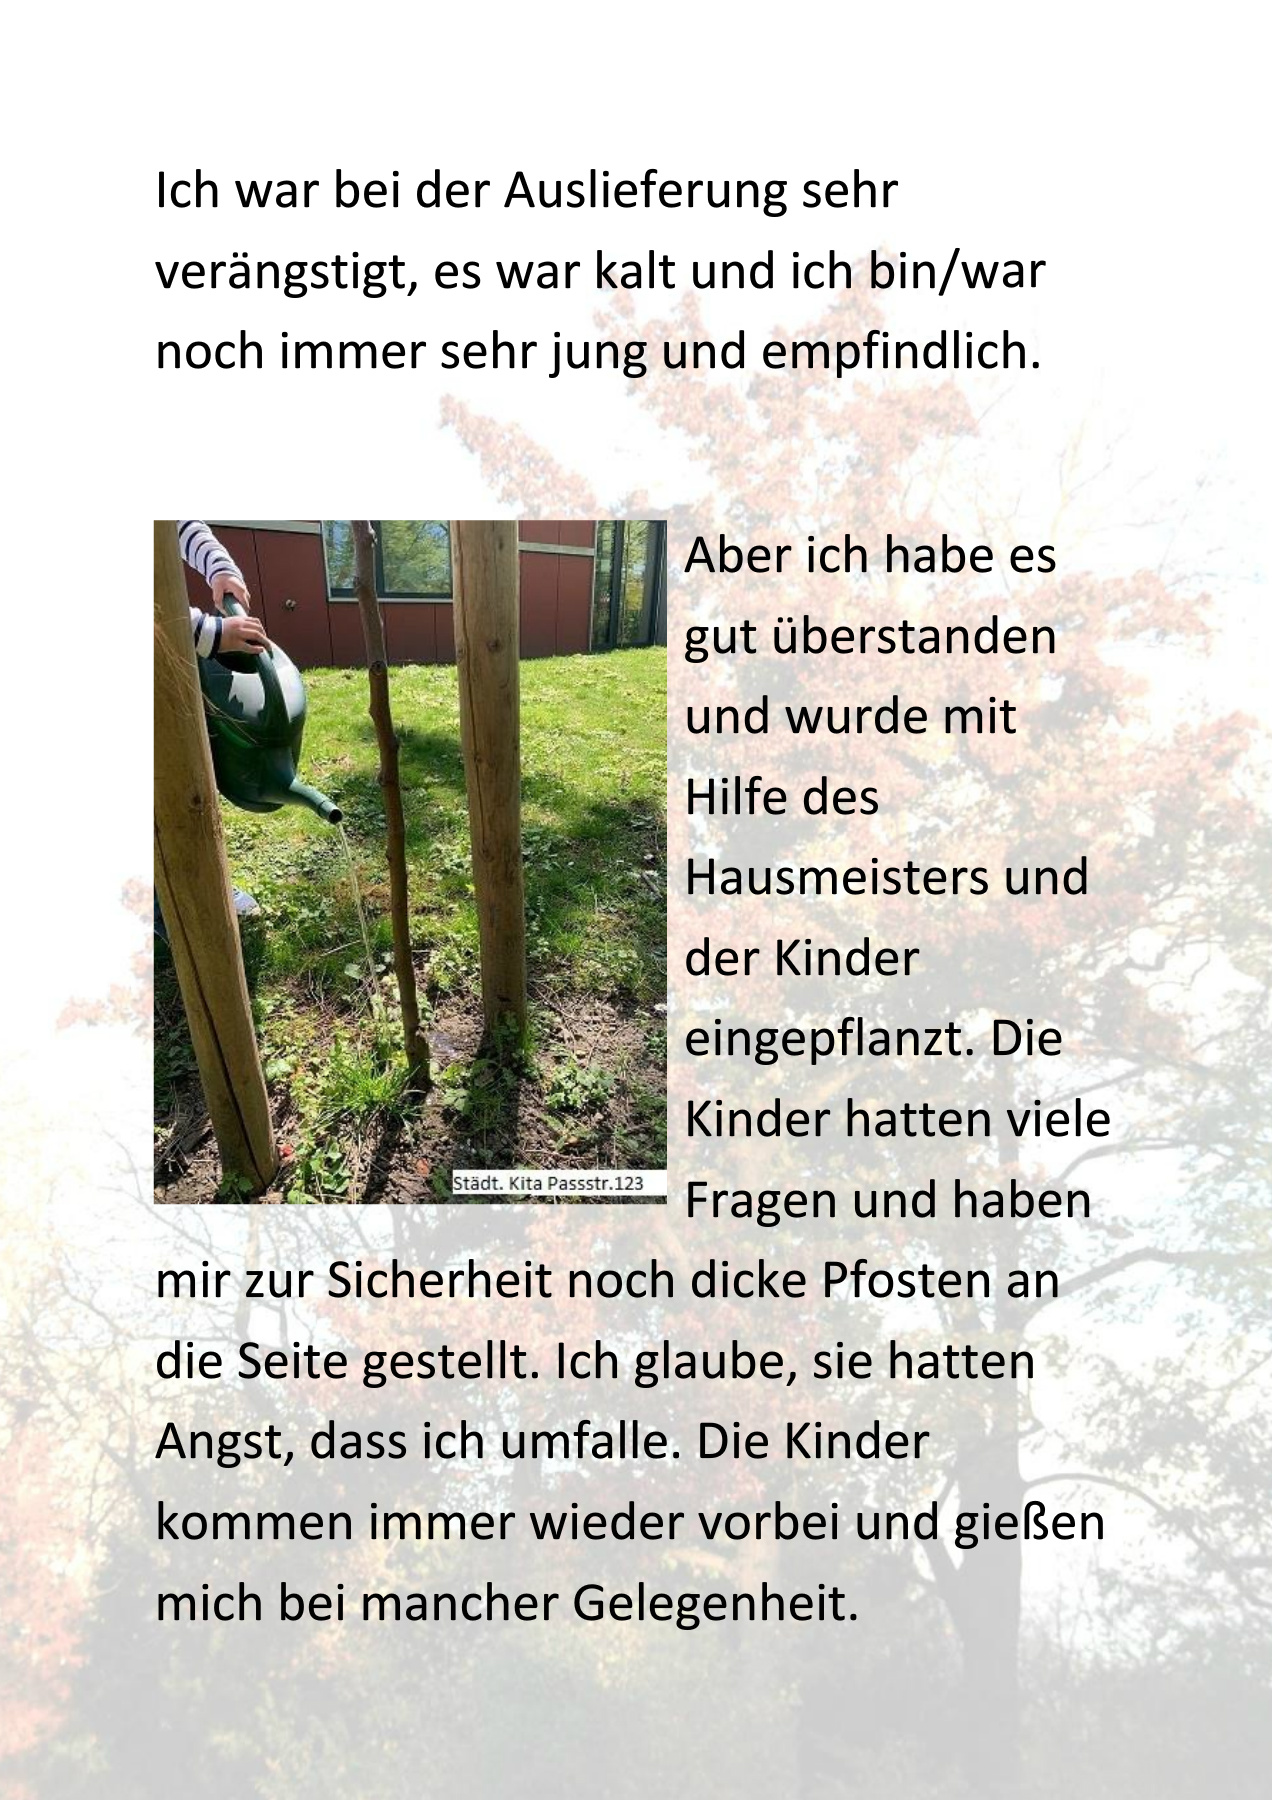 Ich war bei der Auslieferung sehr
verängstigt, es war kalt und ich bin/war
noch immer sehr jung und empfindlich.
Aber ich habe es
gut überstanden
und wurde mit
Hilfe des
Hausmeisters und
der Kinder
eingepflanzt. Die
Kinder hatten viele
Fragen und haben
Städt. Kita Passstr.123
mir zur Sicherheit noch dicke Pfosten an
die Seite gestellt. Ich glaube, sie hatten
Angst, dass ich umfalle. Die Kinder
kommen immer wieder vorbei und gießen
mich bei mancher Gelegenheit.